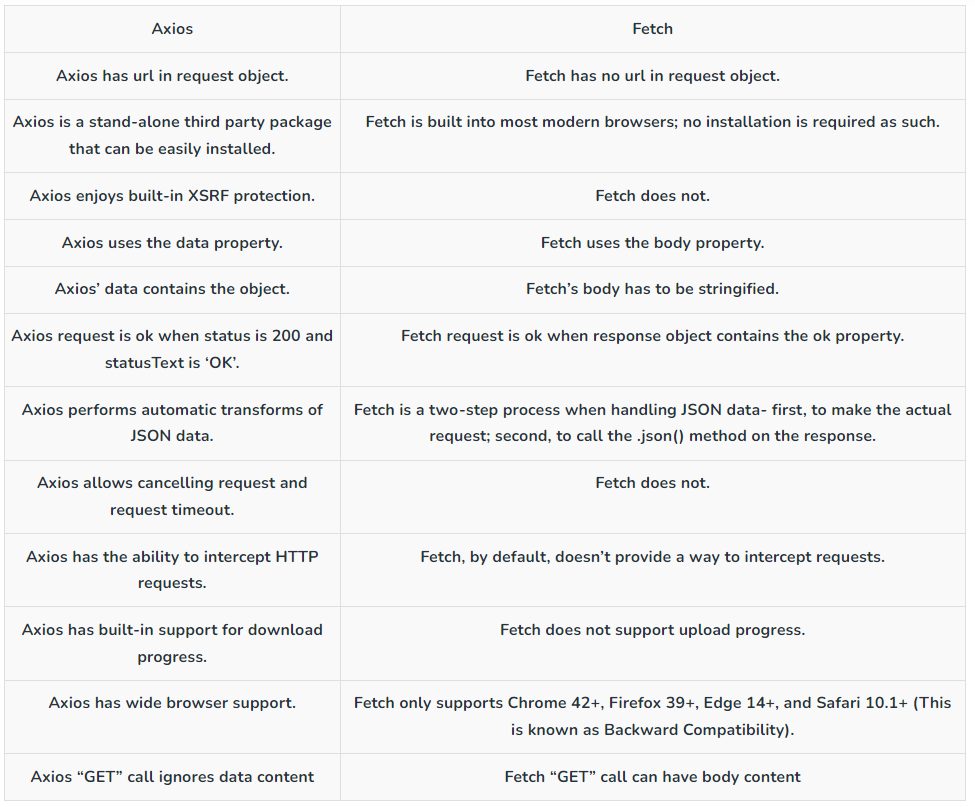 Axios
Fetch
Axios has url in request object.
Fetch has no url in request object.
Axios is a stand-alone third party package
that can be easily installed.
Fetch is built into most modern browsers; no installation is required as such.
Axios enjoys built-in XSRF protection.
Fetch does not.
Axios uses the data property.
Fetch uses the body property.
Axios’ data contains the object.
Fetch’s body has to be stringified.
Axios request is ok when status is 200 and
statusText is ‘OK’.
Fetch request is ok when response object contains the ok property.
Axios performs automatic transforms of
JSON data.
Fetch is a two-step process when handling JSON data- first, to make the actual
request; second, to call the .json() method on the response.
Axios allows cancelling request and
request timeout.
Fetch does not.
Axios has the ability to intercept HTTP
requests.
Fetch, by default, doesn’t provide a way to intercept requests.
Axios has built-in support for download
progress.
Fetch does not support upload progress.
Axios has wide browser support.
Fetch only supports Chrome 42+, Firefox 39+, Edge 14+, and Safari 10.1+ (This
is known as Backward Compatibility).
Axios “GET” call ignores data content
Fetch “GET” call can have body content